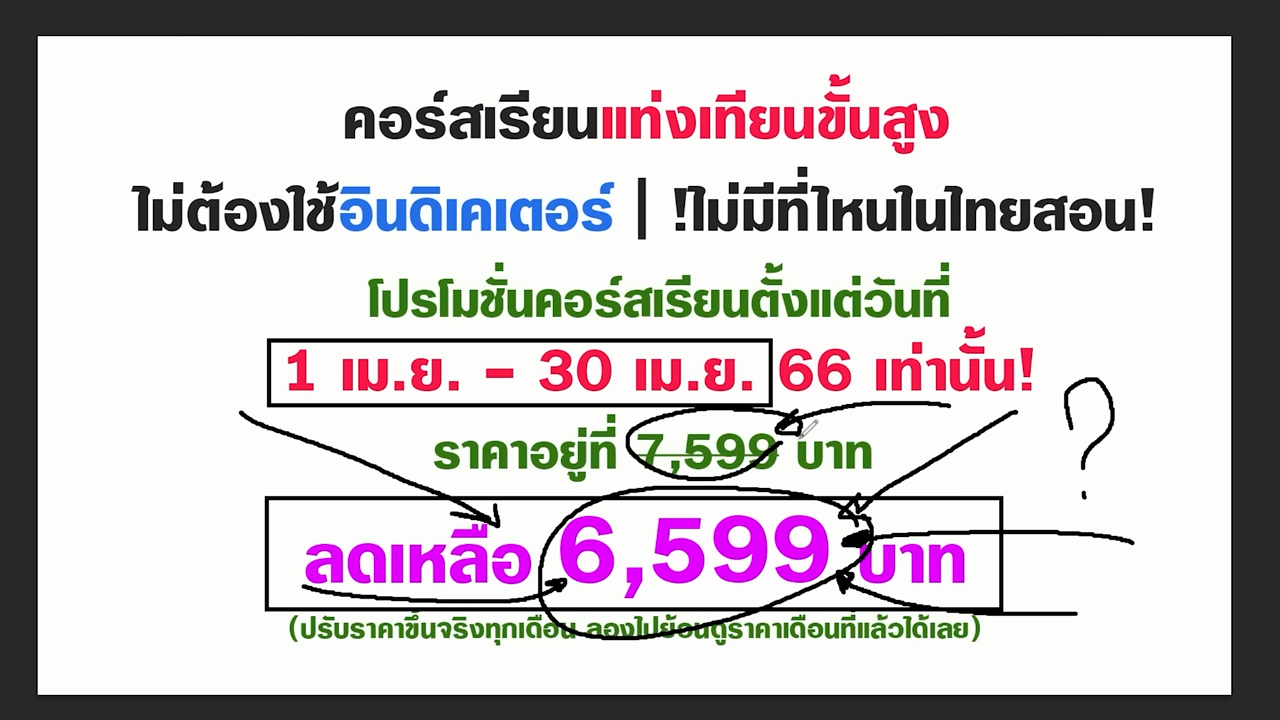 คอร์สเรียนแท่งเทียนขั้นสูง
ไม่ต้องใช้อินดิเคเตอร์ | !ไม่มีที่ไหนในไทยสอน!
โปรโมชั่นคอร์สเรียนตั้งแต่วันที่
1 เม.ย. - 30 เม.ย. 66 เท่านั้น!
ราคาอยู่ที่ 7,599 บาท
?
ลดเหลือ 6,599 บาท
(ปรับราคาขึ้นจริงทุกเดือน ลองไปย้อนดูราคาเดือนที่แล้วได้เลย)